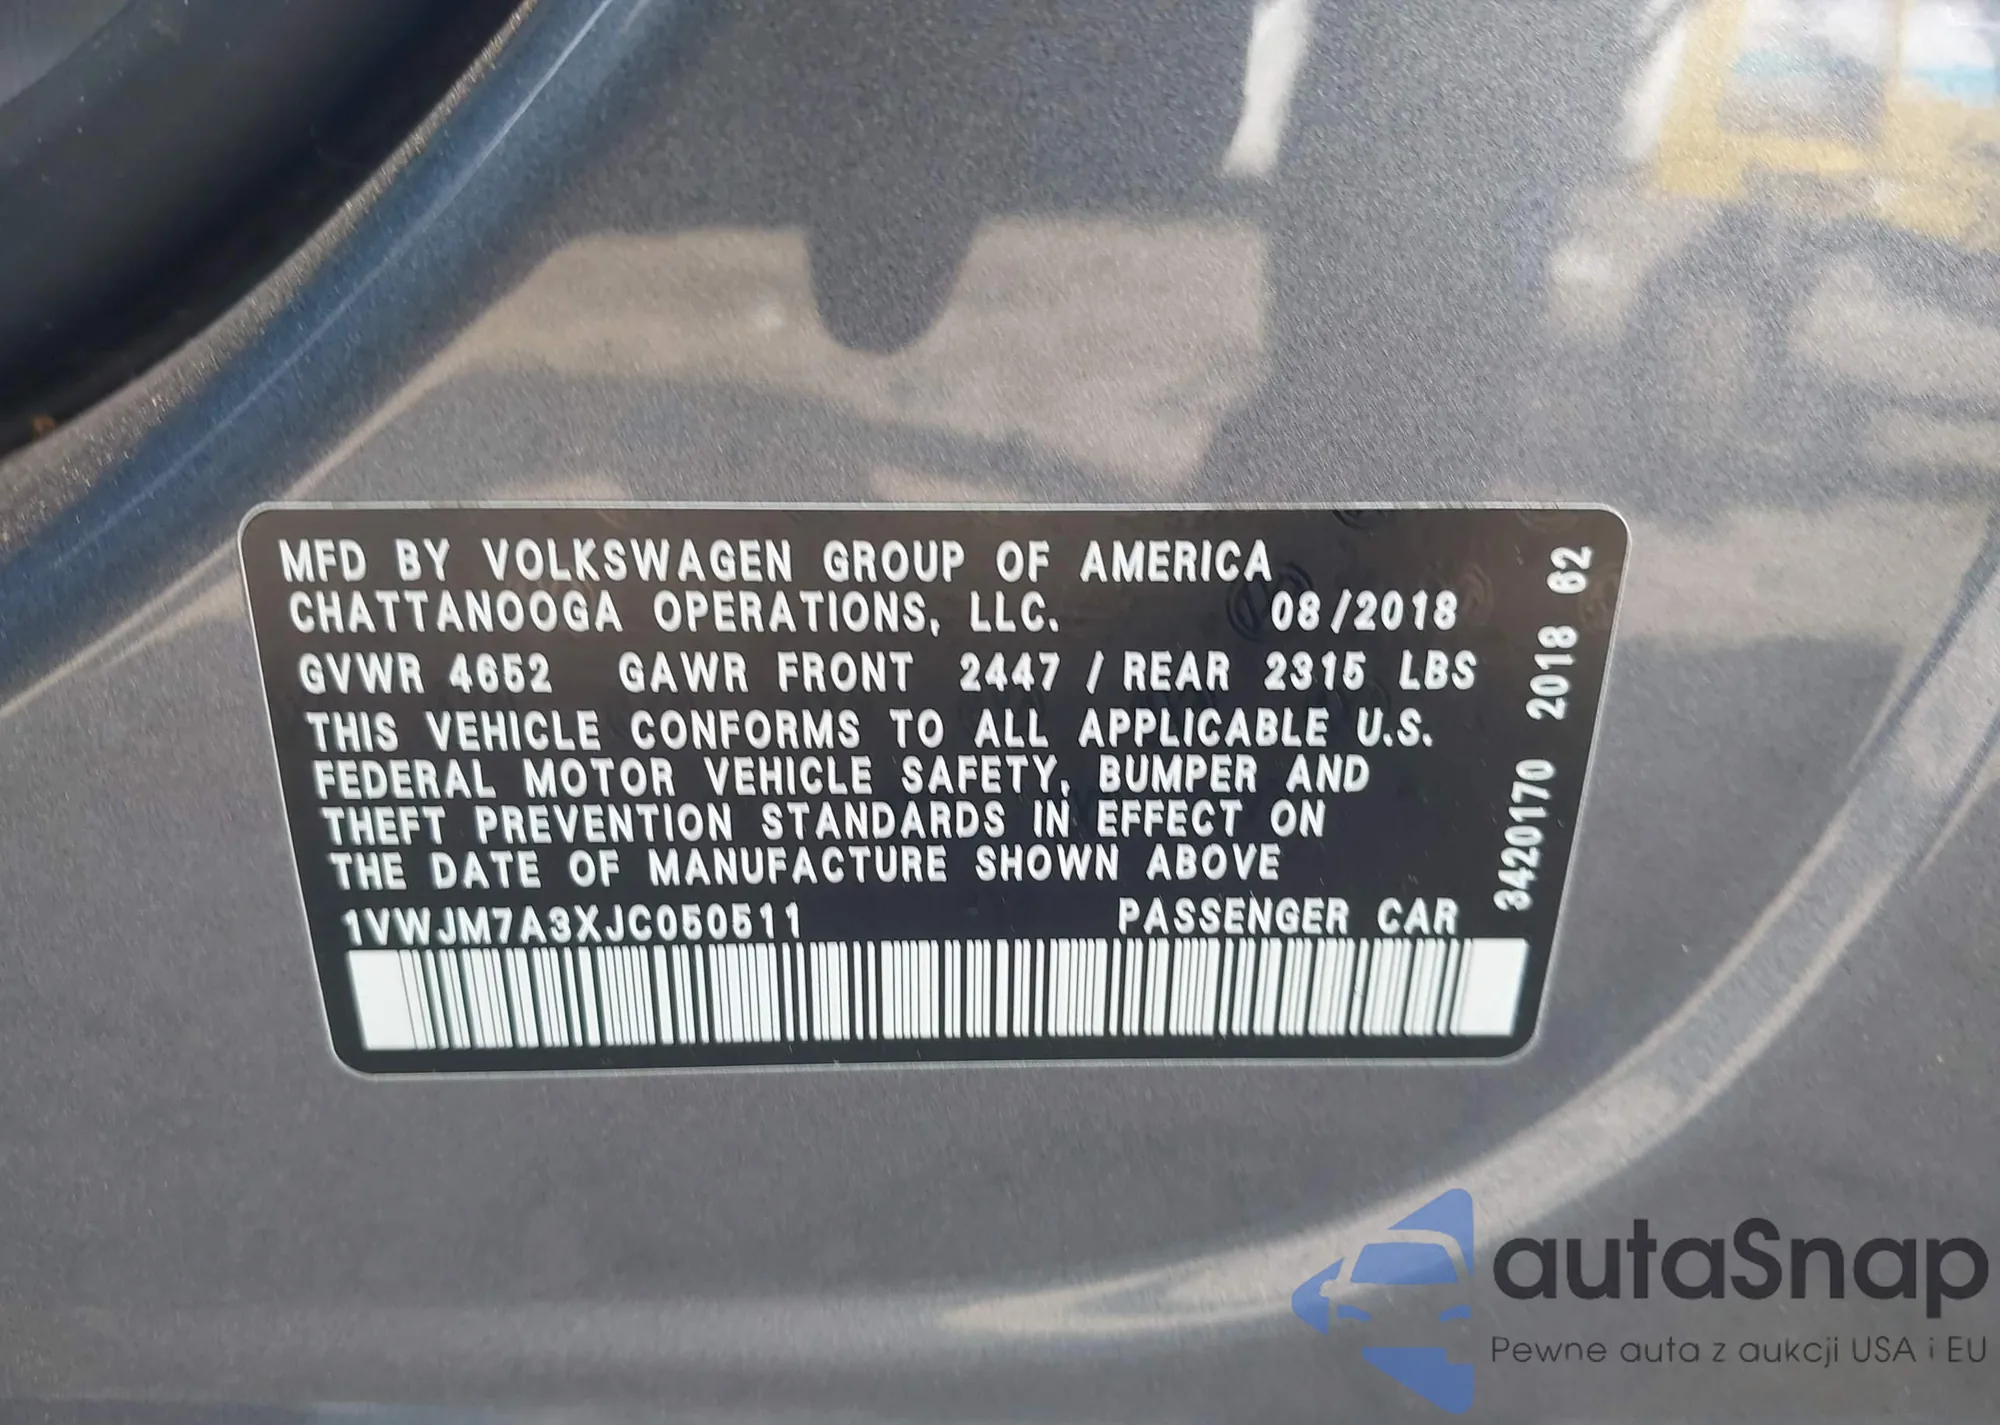 MFD BY VOLKSWAGEN GROUP OF AMERICA
CHATTANOOGA OPERATIONS, LLC. 08/2018
GVWR 4652 GAWR FRONT 2447 / REAR 2315 LBS
THIS VEHICLE CONFORMS TO ALL APPLICABLE U.S.
FEDERAL MOTOR VEHICLE SAFETY, BUMPER AND
THEFT PREVENTION STANDARDS IN EFFECT ON
THE DATE OF MANUFACTURE SHOWN ABOVE
1VWJM7A3XJC050511 PASSENGER CAR
3420170 2018 62
autaSnap
Pewne auta z aukcji USA i EU